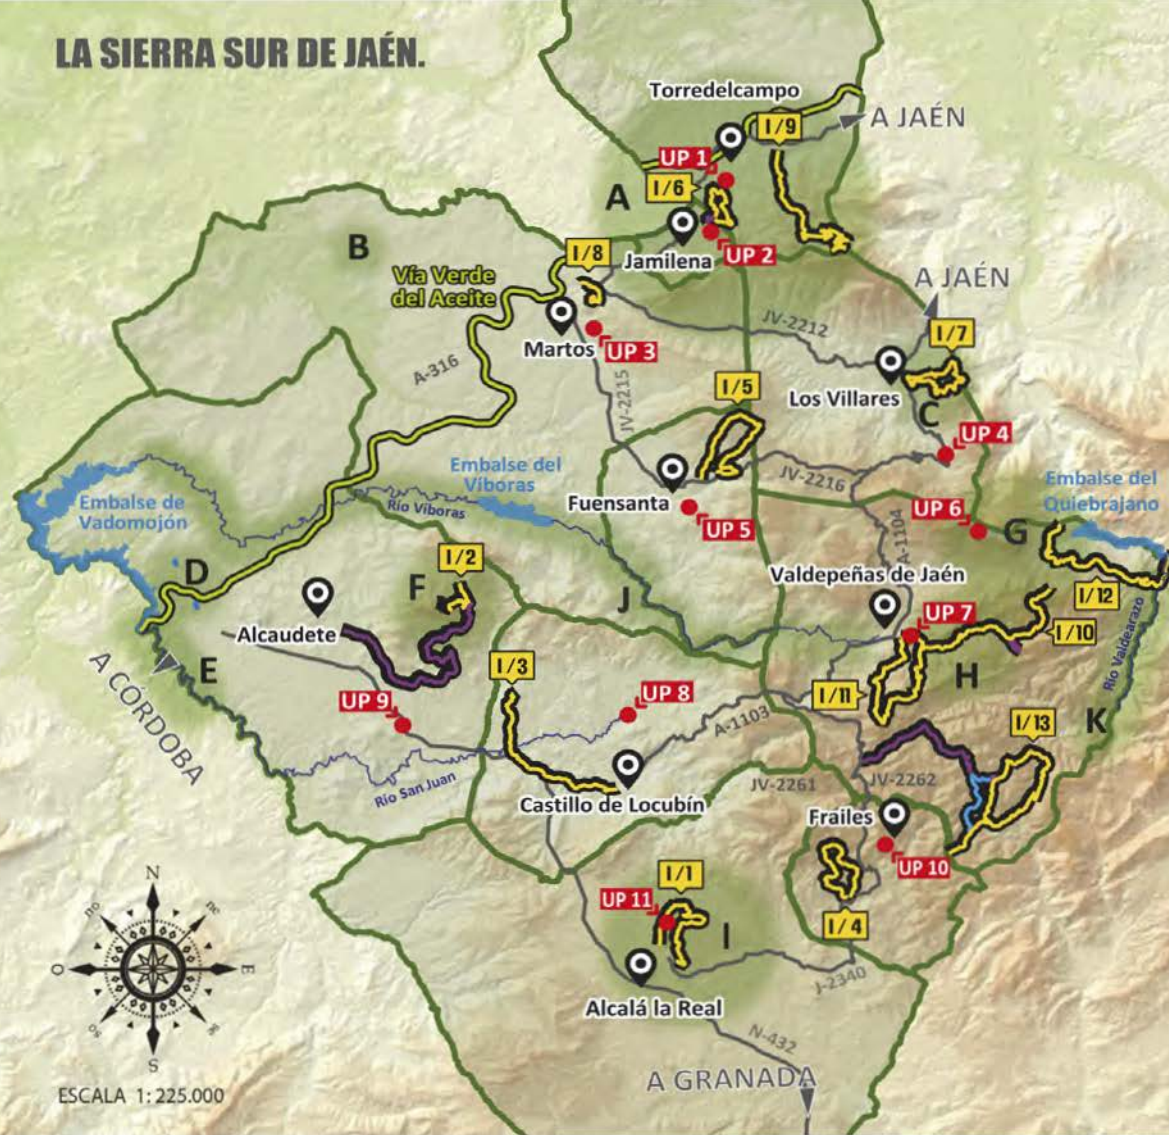 LA SIERRA SUR DE JAÉN.
Torredelcampo
I/9
A JAÉN
UP 1
I/6
A
B
I/8
Jamilena
UP 2
Vía Verde
del Aceite
A JAÉN
JV-2212
I/7
Martos
UP 3
A-316
JV-2215
I/5
Los Villares
C
UP 4
Embalse de
Vadomojón
Embalse del
Víboras
Río Víboras
Fuensanta
JV-2216
UP 5
UP 6
A-1104
Embalse del
Quiebrajano
G
I/2
D
F
J
Valdepeñas de Jaén
I/12
Alcaudete
UP 7
I/10
Río Valdearazo
A CÓRDOBA
E
I/3
H
UP 9
UP 8
I/11
A-1103
I/13
K
Río San Juan
Castillo de Locubín
JV-2261
JV-2262
Frailes
UP 10
I/1
UP 11
I
I/4
Alcalá la Real
J-2340
N-432
A GRANADA
N
no
ne
O
E
so
se
S
ESCALA 1: 225.000